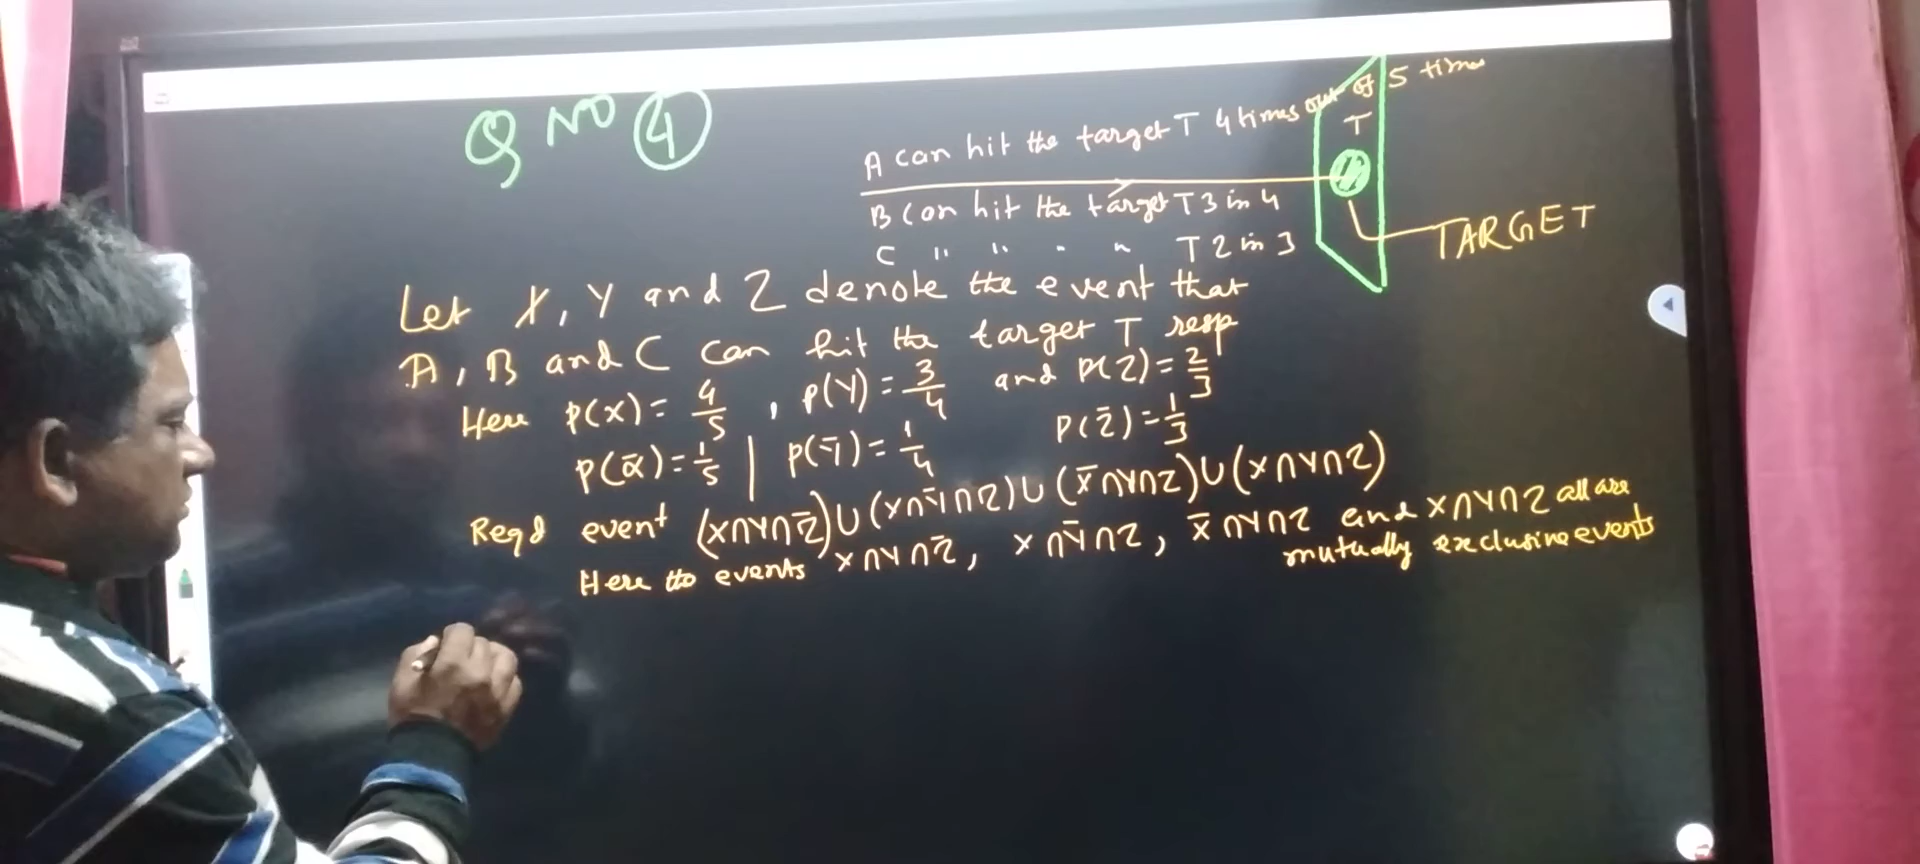 Q NO 4
A can hit the target T 4 times out of 5 times
T
B can hit the target T 3 in 4
C " " " " T 2 in 3
TARGET
Let X, Y and Z denote the event that
A, B and C can hit the target T resp
Here P(X) = 4/5, P(Y) = 3/4 and P(Z) = 2/3
P(X̄) = 1/5 | P(Ȳ) = 1/4 P(Z̄) = 1/3
Reqd event (X∩Y∩Z̄)∪(X∩Ȳ∩Z)∪(X̄∩Y∩Z)∪(X∩Y∩Z)
Here the events X∩Y∩Z̄, X∩Ȳ∩Z, X̄∩Y∩Z and X∩Y∩Z all are
mutually exclusive events